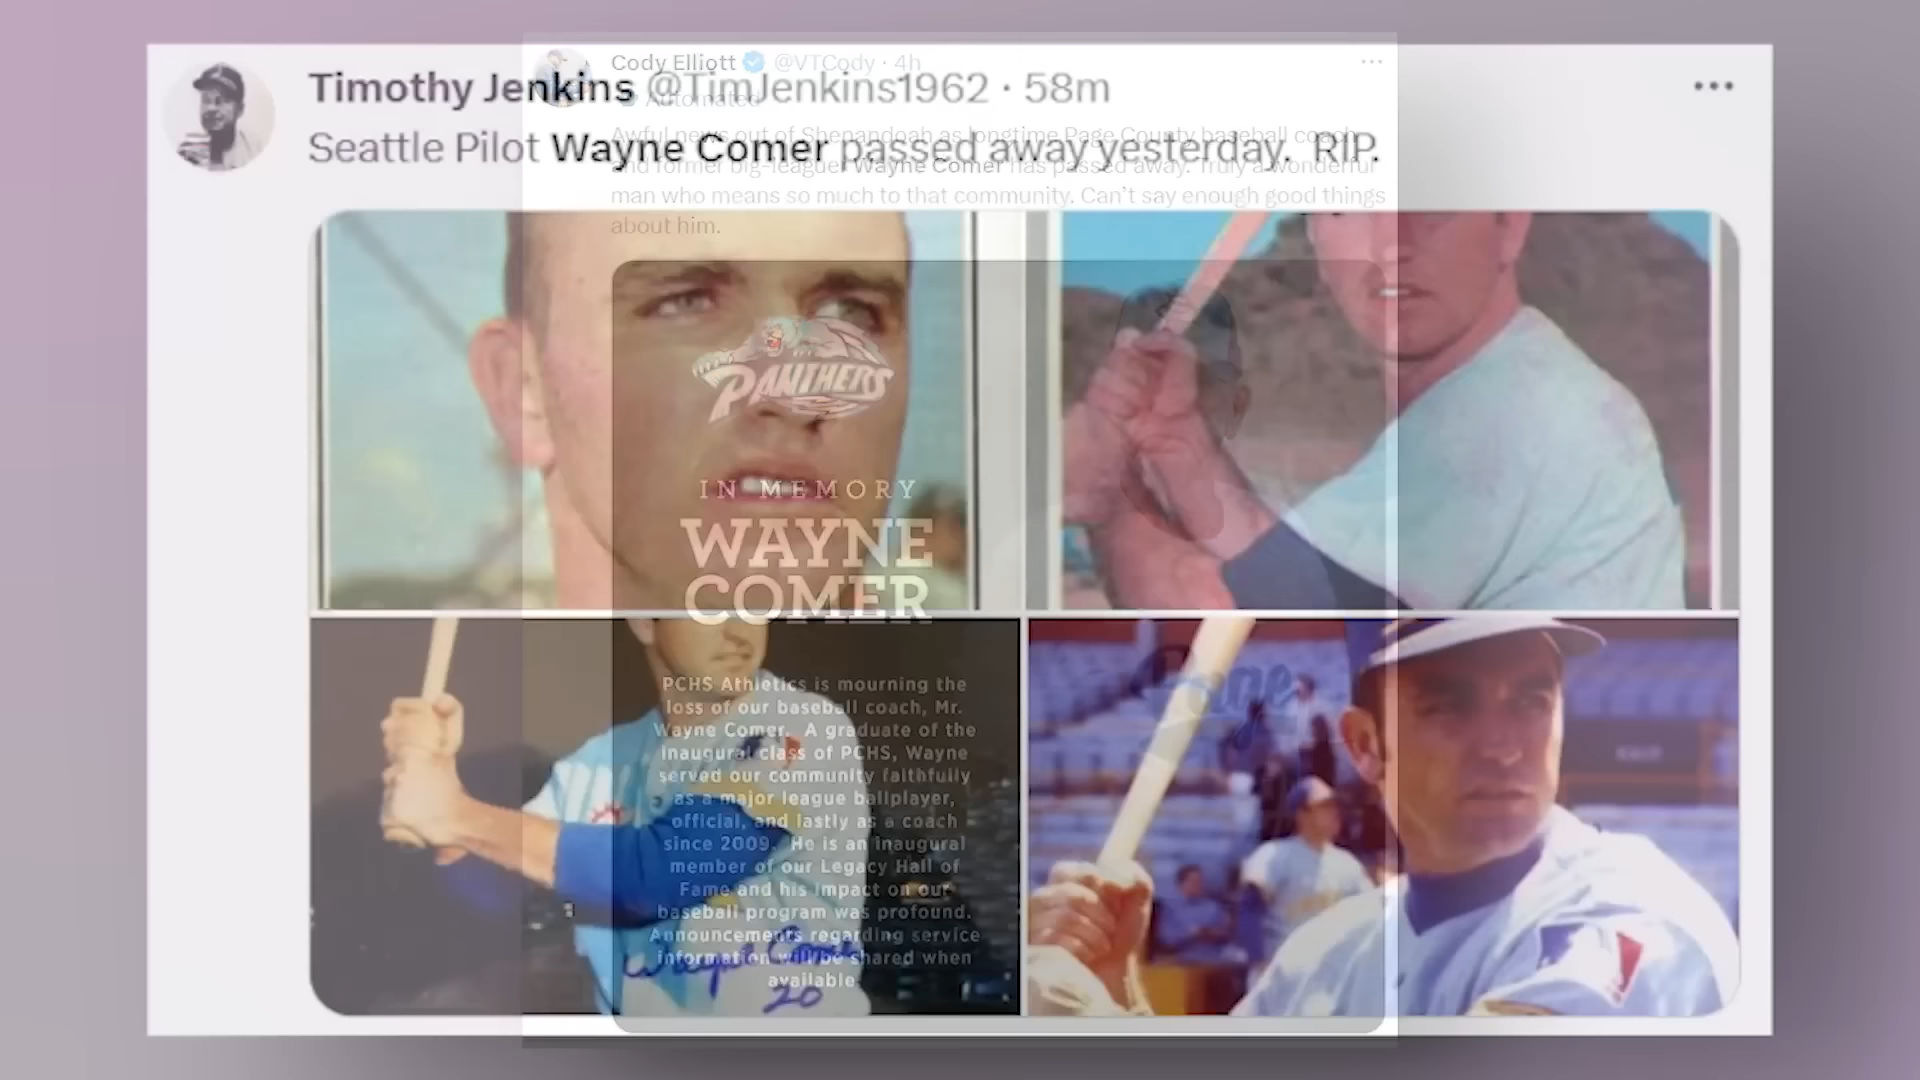 Timothy Jenkins @TimJenkins1962 · 58m
Seattle Pilot Wayne Comer passed away yesterday. RIP.
Cody Elliott @VTCody · 4h
Automated
Awful news out of Shenandoah as longtime Page County baseball coach
and former big-leaguer Wayne Comer has passed away. Truly a wonderful
man who means so much to that community. Can’t say enough good things
about him.
PANTHERS
IN MEMORY
WAYNE
COMER
PCHS Athletics is mourning the
loss of our baseball coach, Mr.
Wayne Comer. A graduate of the
inaugural class of PCHS, Wayne
served our community faithfully
as a major league ballplayer,
official, and lastly as a coach
since 2009. He is an inaugural
member of our Legacy Hall of
Fame and his impact on our
baseball program was profound.
Announcements regarding service
information will be shared when
available
Page
Wayne Comer
20